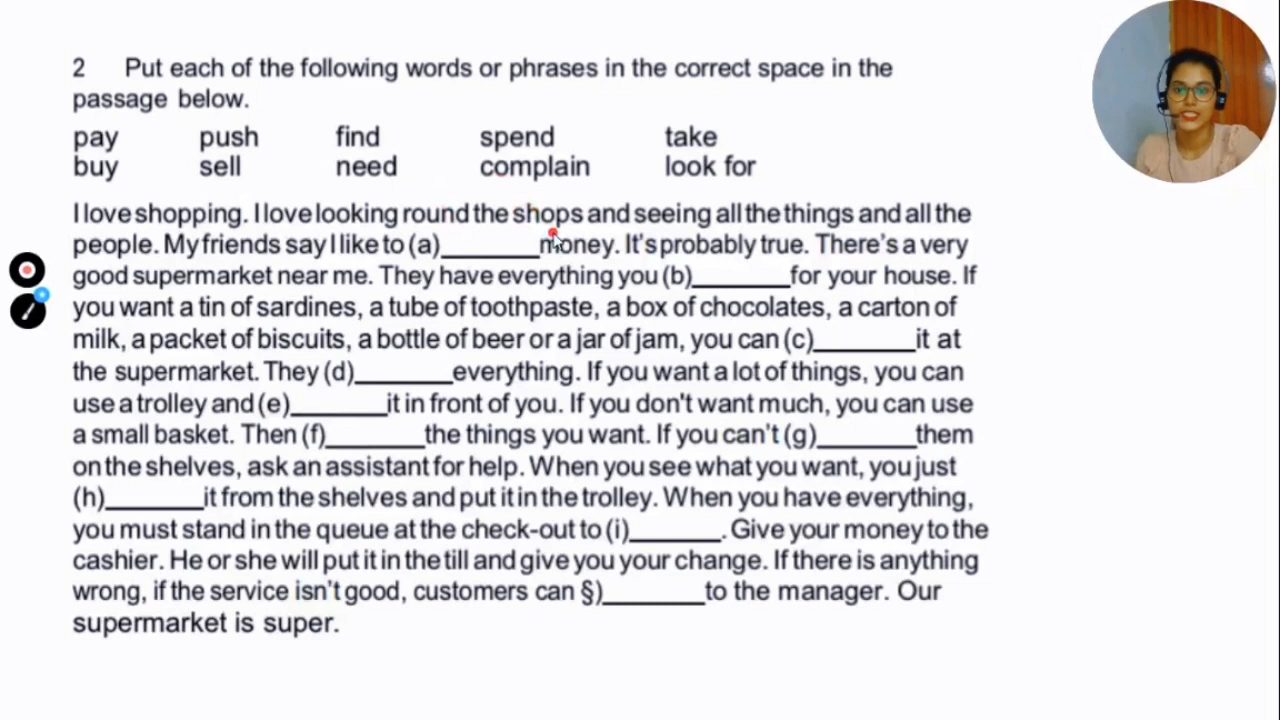 2 Put each of the following words or phrases in the correct space in the
passage below.
pay push find spend take
buy sell need complain look for
I love shopping. I love looking round the shops and seeing all the things and all the
people. My friends say I like to (a)_______money. It's probably true. There's a very
good supermarket near me. They have everything you (b)_______for your house. If
you want a tin of sardines, a tube of toothpaste, a box of chocolates, a carton of
milk, a packet of biscuits, a bottle of beer or a jar of jam, you can (c)_______it at
the supermarket. They (d)_______everything. If you want a lot of things, you can
use a trolley and (e)_______it in front of you. If you don't want much, you can use
a small basket. Then (f)_______the things you want. If you can't (g)_______them
on the shelves, ask an assistant for help. When you see what you want, you just
(h)_______it from the shelves and put it in the trolley. When you have everything,
you must stand in the queue at the check-out to (i)_______. Give your money to the
cashier. He or she will put it in the till and give you your change. If there is anything
wrong, if the service isn't good, customers can §)_______to the manager. Our
supermarket is super.